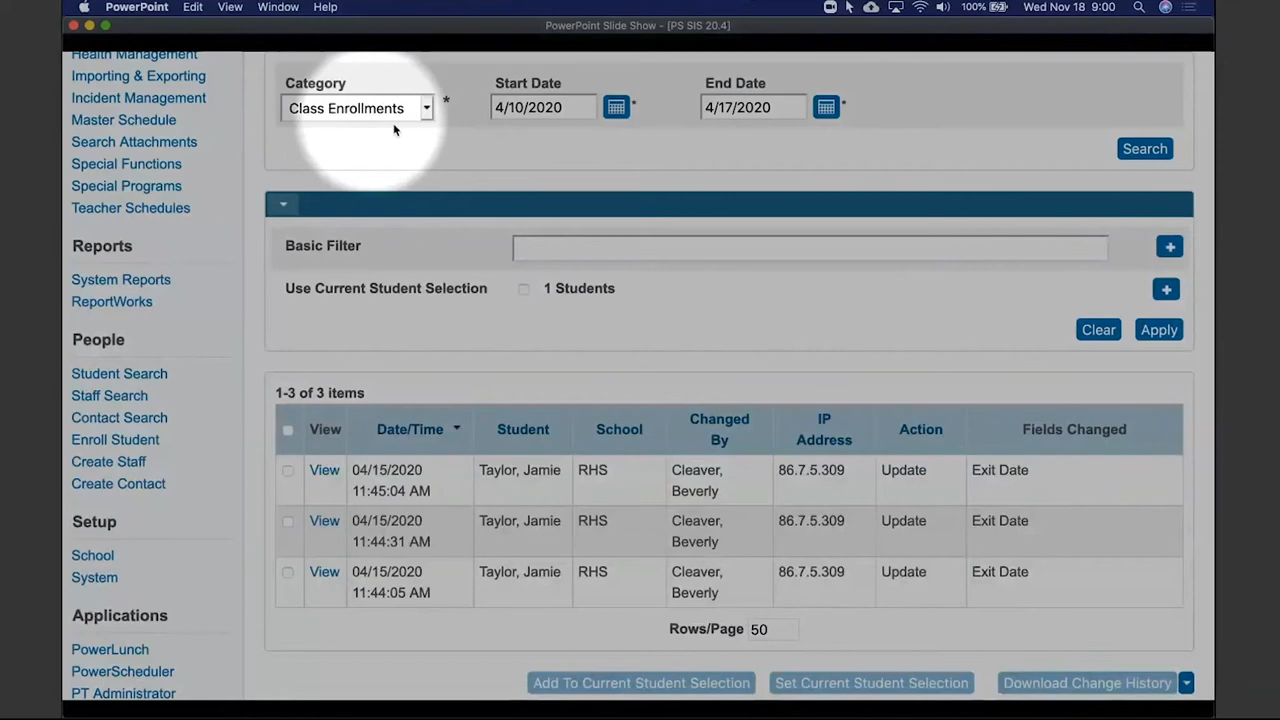 PowerPoint Edit View Window Help 100% Wed Nov 18 9:00
PowerPoint Slide Show - [PS SIS 20.4]
Health Management
Importing & Exporting
Incident Management
Master Schedule
Search Attachments
Special Functions
Special Programs
Teacher Schedules
Reports
System Reports
ReportWorks
People
Student Search
Staff Search
Contact Search
Enroll Student
Create Staff
Create Contact
Setup
School
System
Applications
PowerLunch
PowerScheduler
PT Administrator
Category Start Date End Date
Class Enrollments * 4/10/2020 * 4/17/2020 *
Search
Basic Filter +
Use Current Student Selection 1 Students +
Clear Apply
1-3 of 3 items
View Date/Time Student School Changed By IP Address Action Fields Changed
View 04/15/2020 11:45:04 AM Taylor, Jamie RHS Cleaver, Beverly 86.7.5.309 Update Exit Date
View 04/15/2020 11:44:31 AM Taylor, Jamie RHS Cleaver, Beverly 86.7.5.309 Update Exit Date
View 04/15/2020 11:44:05 AM Taylor, Jamie RHS Cleaver, Beverly 86.7.5.309 Update Exit Date
Rows/Page 50
Add To Current Student Selection Set Current Student Selection Download Change History